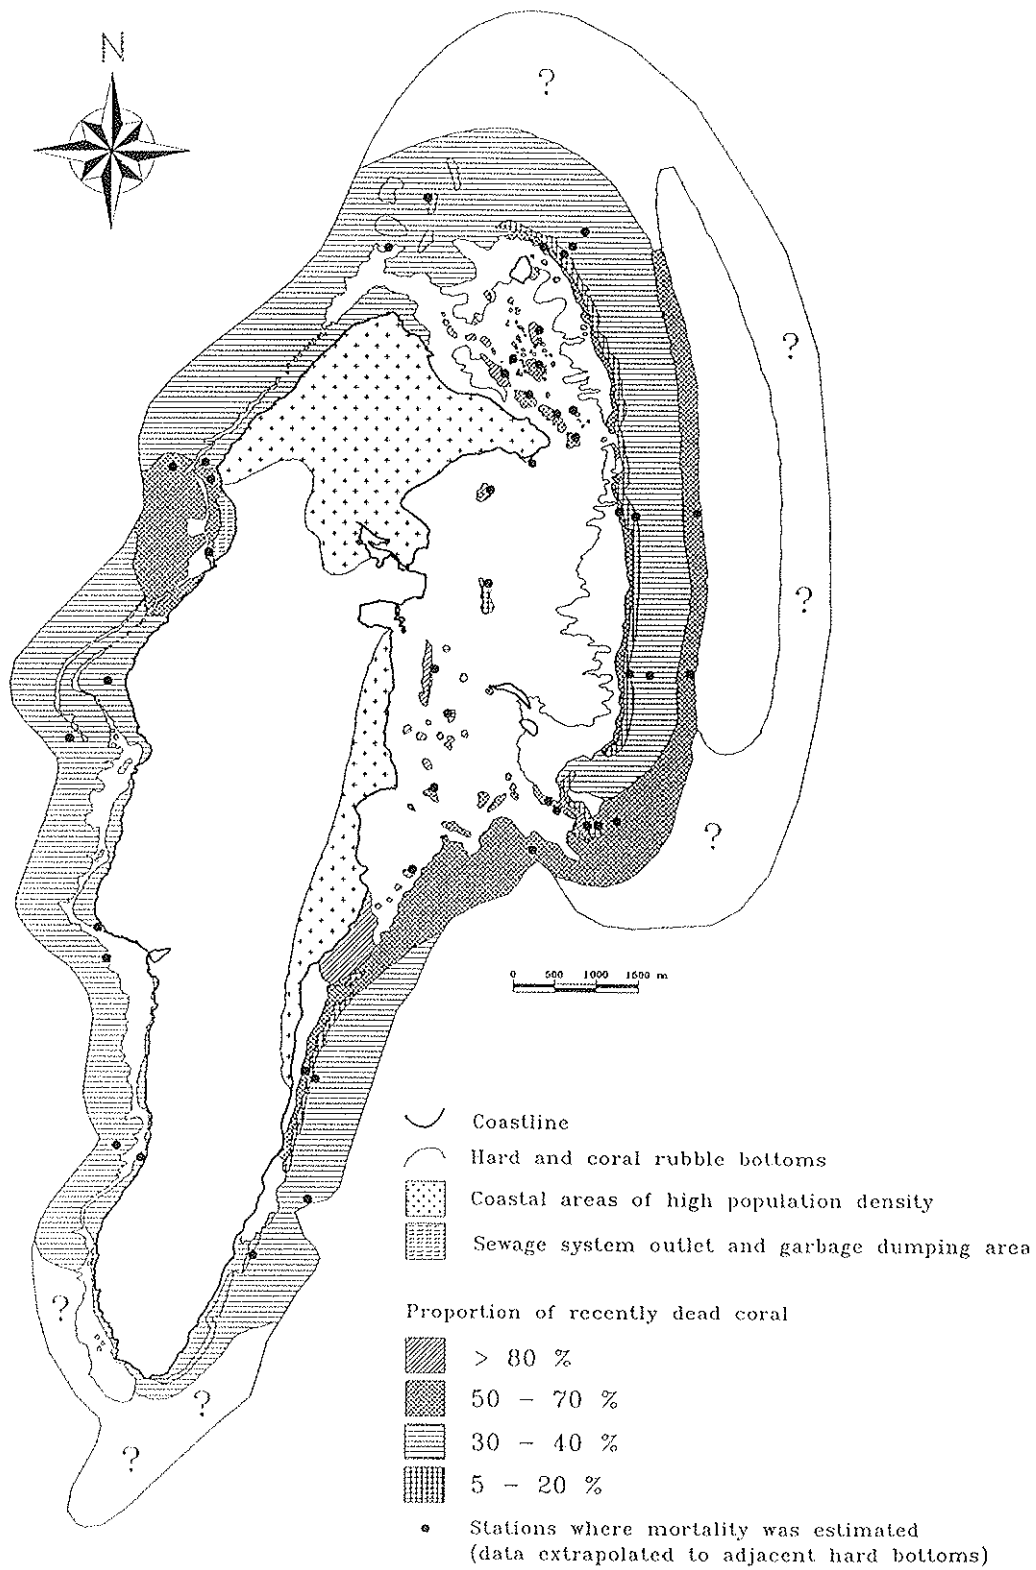 N
?
?
?
?
0 500 1000 1500 m
Coastline
Hard and coral rubble bottoms
Coastal areas of high population density
Sewage system outlet and garbage dumping area
?
Proportion of recently dead coral
> 80 %
50 - 70 %
?
30 - 40 %
?
5 - 20 %
Stations where mortality was estimated
(data extrapolated to adjacent hard bottoms)